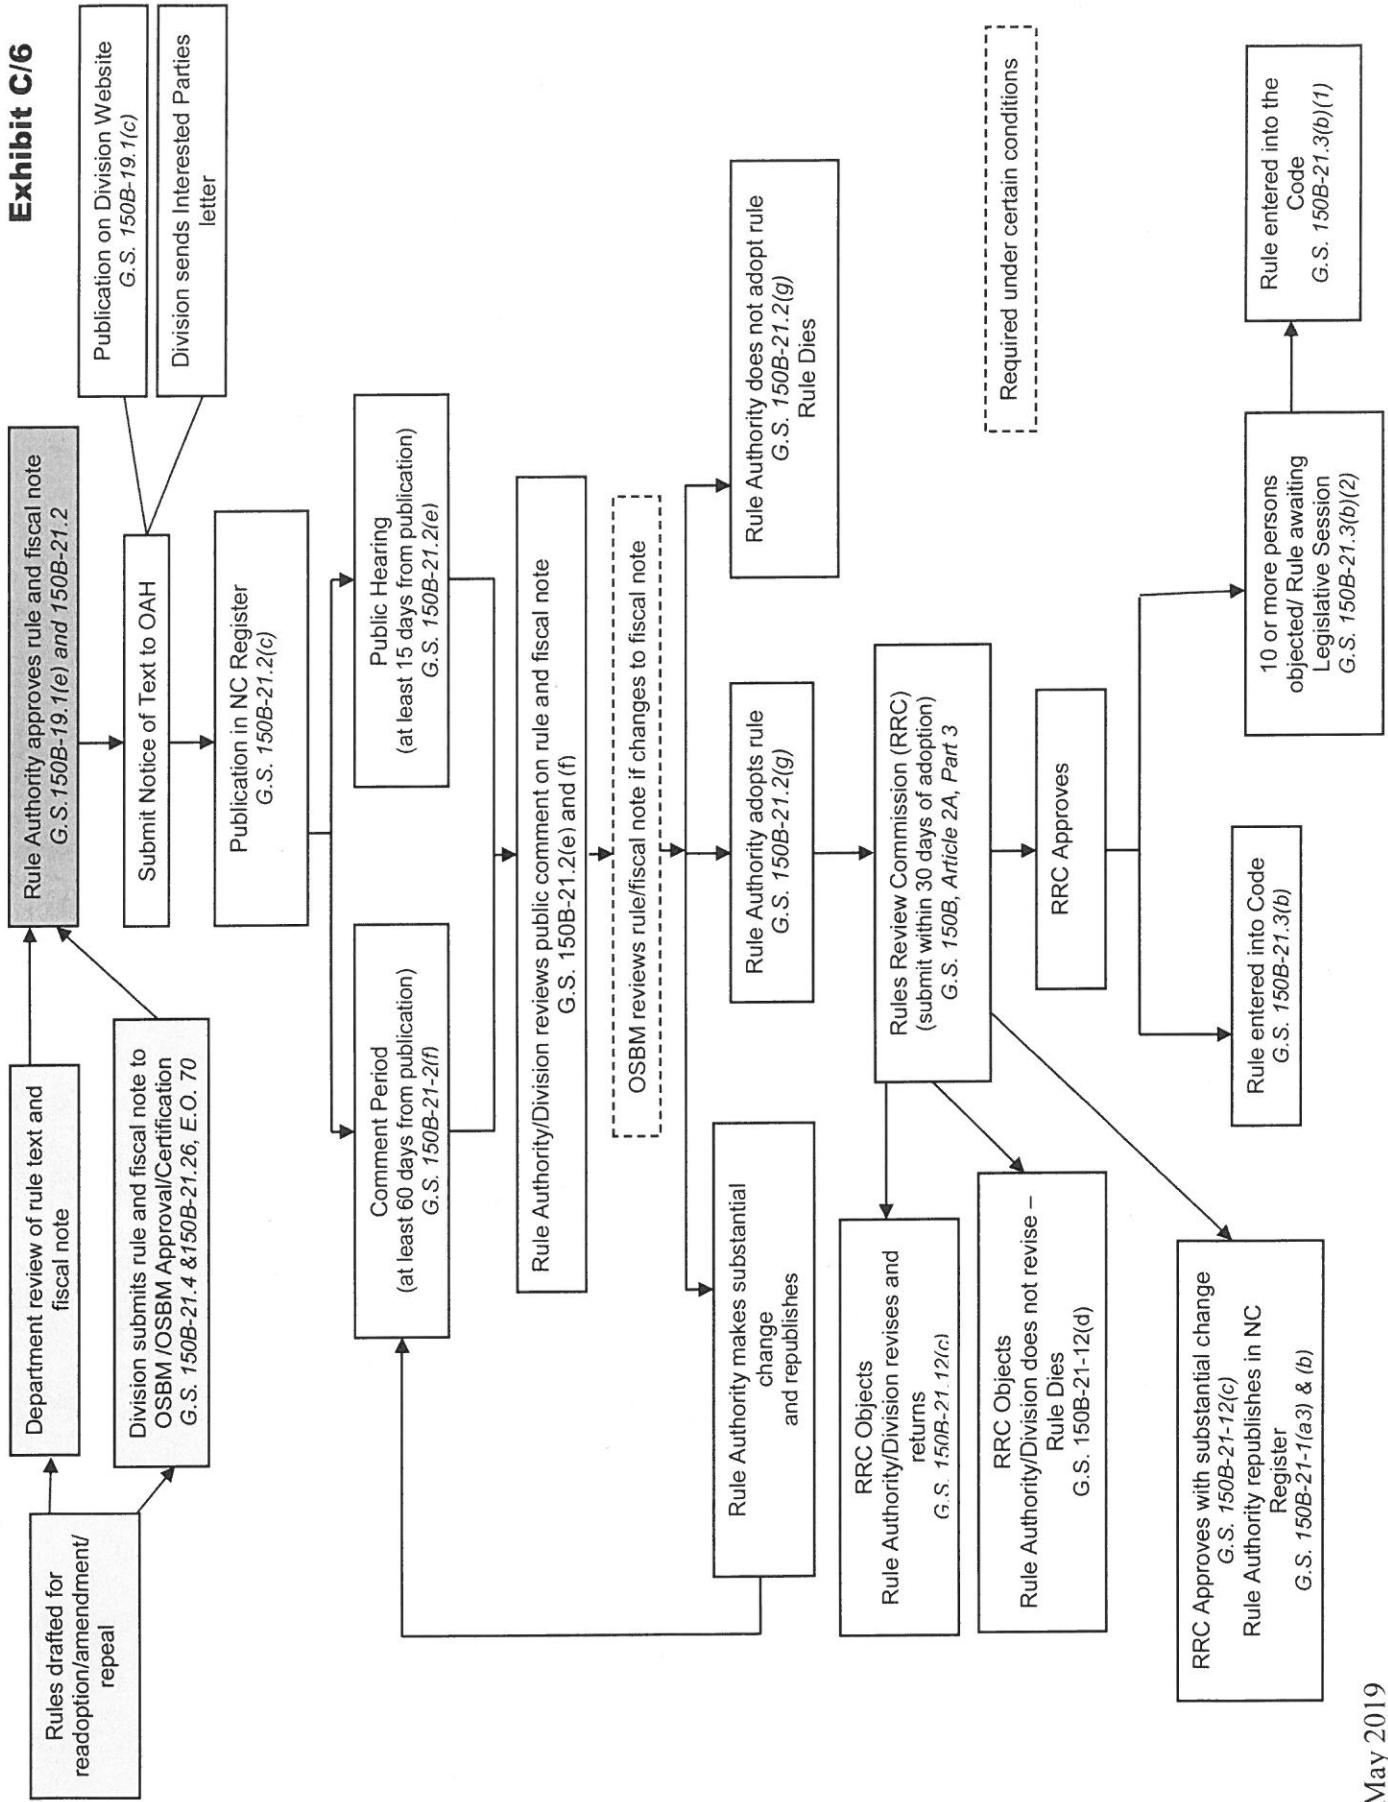 Exhibit C/6
Rules drafted for
readoption/amendment/
repeal
Department review of rule text and
fiscal note
Division submits rule and fiscal note to
OSBM /OSBM Approval/Certification
G.S. 150B-21.4 &150B-21.26, E.O. 70
Rule Authority approves rule and fiscal note
G.S.150B-19.1(e) and 150B-21.2
Submit Notice of Text to OAH
Publication on Division Website
G.S. 150B-19.1(c)
Division sends Interested Parties
letter
Publication in NC Register
G.S. 150B-21.2(c)
Comment Period
(at least 60 days from publication)
G.S. 150B-21-2(f)
Public Hearing
(at least 15 days from publication)
G.S. 150B-21.2(e)
Rule Authority/Division reviews public comment on rule and fiscal note
G.S. 150B-21.2(e) and (f)
OSBM reviews rule/fiscal note if changes to fiscal note
Rule Authority makes substantial
change
and republishes
Rule Authority adopts rule
G.S. 150B-21.2(g)
Rule Authority does not adopt rule
G.S. 150B-21.2(g)
Rule Dies
RRC Objects
Rule Authority/Division revises and
returns
G.S. 150B-21.12(c)
Rules Review Commission (RRC)
(submit within 30 days of adoption)
G.S. 150B, Article 2A, Part 3
RRC Objects
Rule Authority/Division does not revise –
Rule Dies
G.S. 150B-21-12(d)
RRC Approves
Required under certain conditions
RRC Approves with substantial change
G.S. 150B-21-12(c)
Rule Authority republishes in NC
Register
G.S. 150B-21-1(a3) & (b)
Rule entered into Code
G.S. 150B-21.3(b)
10 or more persons
objected/ Rule awaiting
Legislative Session
G.S. 150B-21.3(b)(2)
Rule entered into the
Code
G.S. 150B-21.3(b)(1)
May 2019